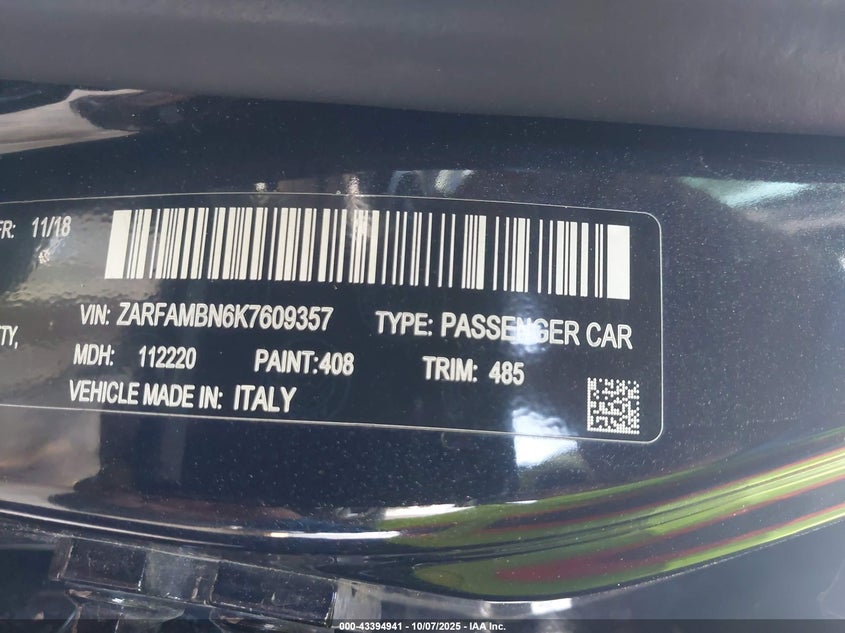 FR: 11/18
VIN: ZARFAMBN6K7609357 TYPE: PASSENGER CAR
TY,
MDH: 112220 PAINT:408 TRIM: 485
VEHICLE MADE IN: ITALY
000-43394941 - 10/07/2025 - IAA Inc.